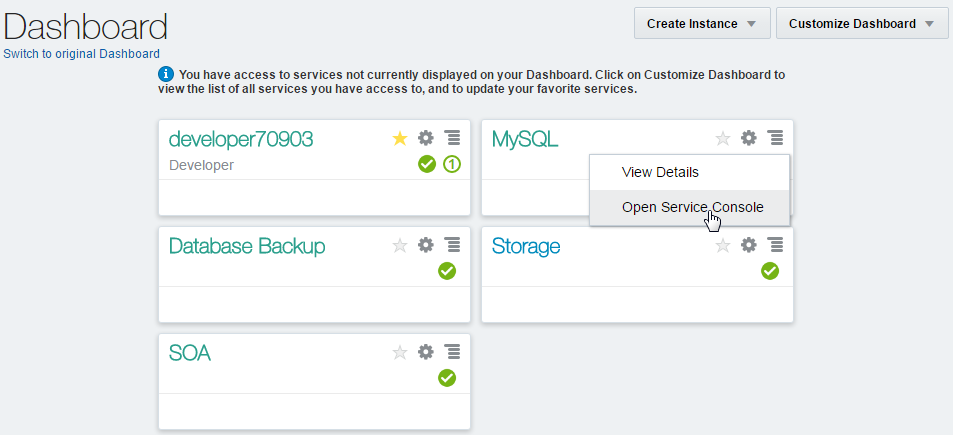 Dashboard
Create Instance
Customize Dashboard
Switch to original Dashboard
You have access to services not currently displayed on your Dashboard. Click on Customize Dashboard to
view the list of all services you have access to, and to update your favorite services.
developer70903
Developer
1
MySQL
View Details
Open Service Console
Database Backup
Storage
SOA